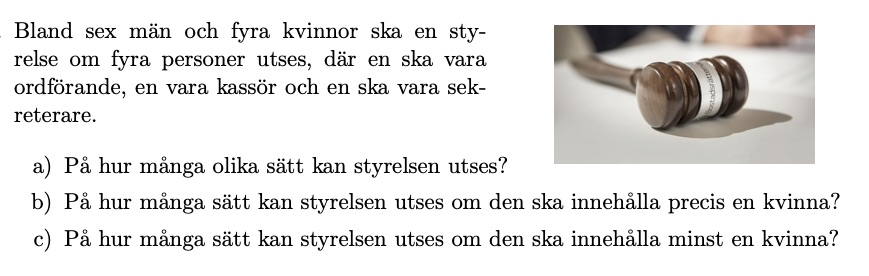 Bland sex män och fyra kvinnor ska en sty-
relse om fyra personer utses, där en ska vara
ordförande, en vara kassör och en ska vara sek-
reterare.
a) På hur många olika sätt kan styrelsen utses?
b) På hur många sätt kan styrelsen utses om den ska innehålla precis en kvinna?
c) På hur många sätt kan styrelsen utses om den ska innehålla minst en kvinna?